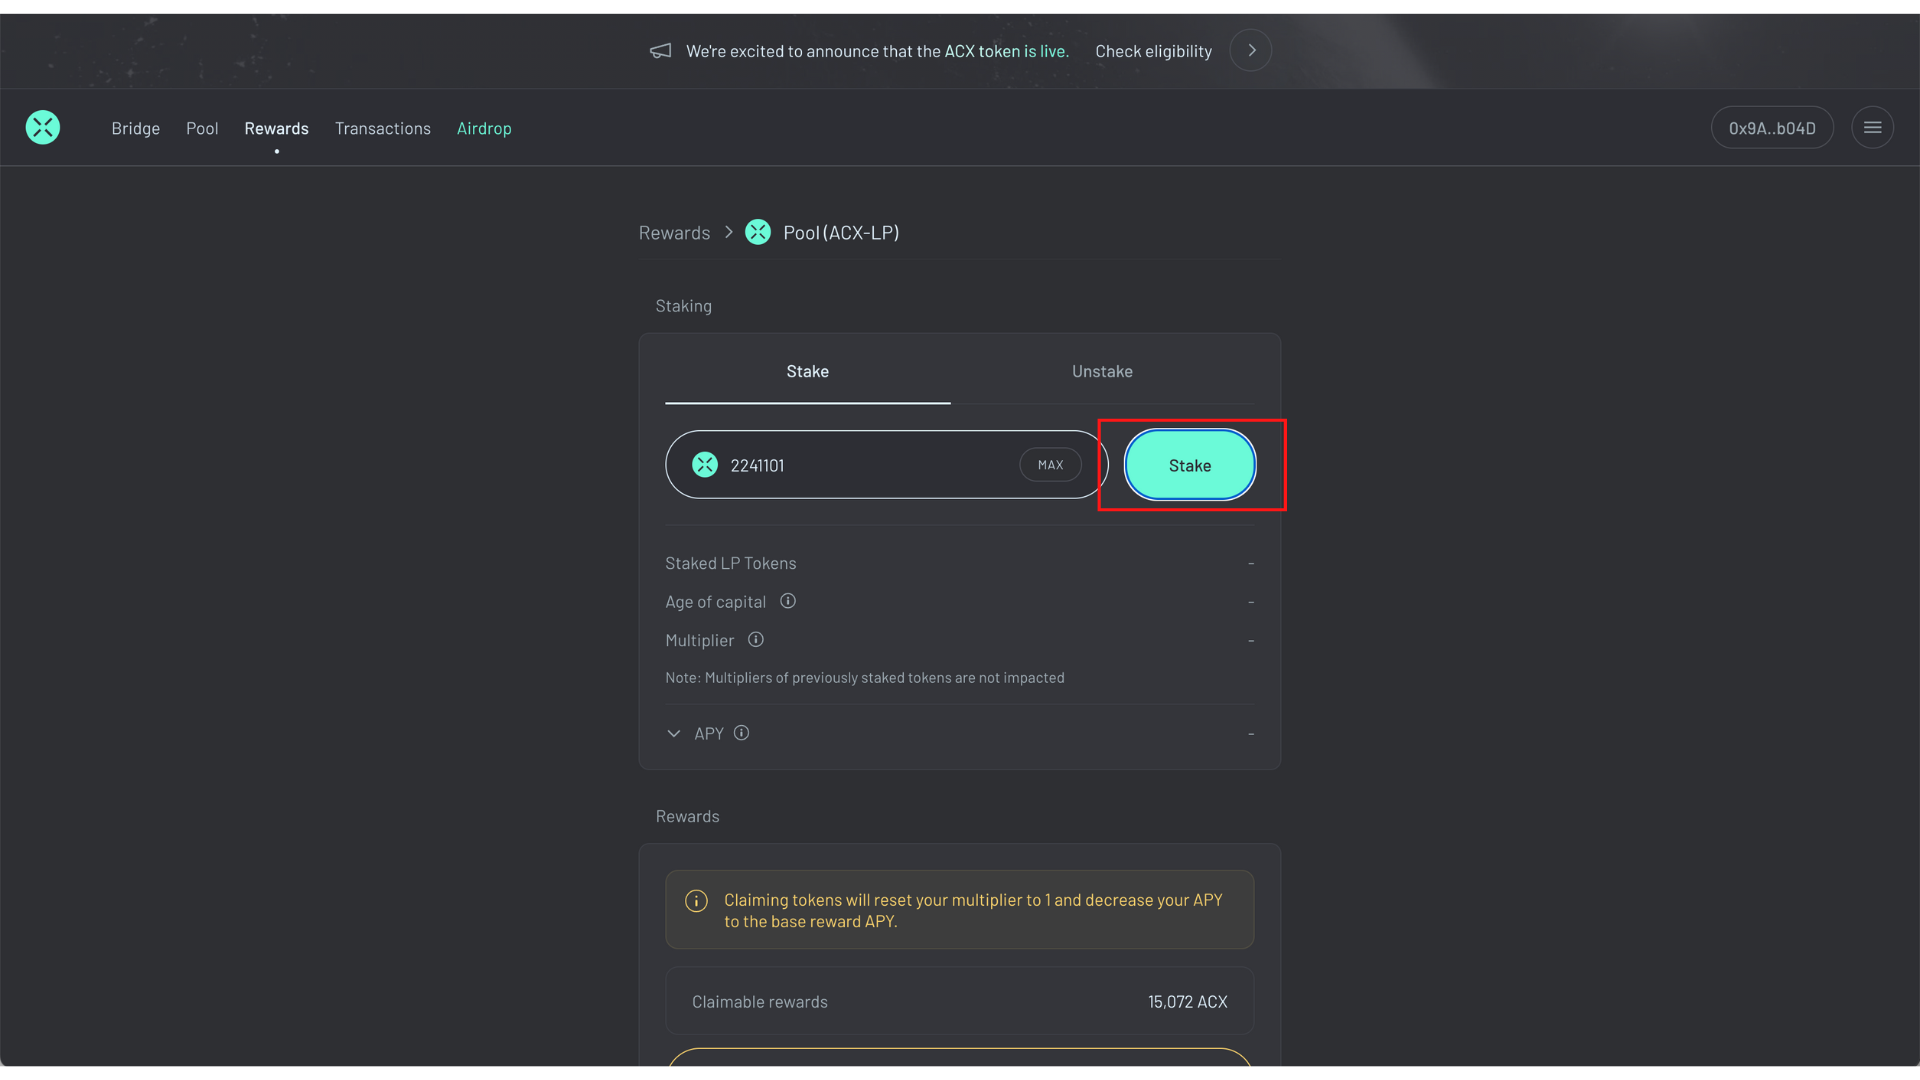 We're excited to announce that the ACX token is live. Check eligibility
Bridge Pool Rewards Transactions Airdrop 0x9A..b04D
Rewards Pool (ACX-LP)
Staking
Stake Unstake
2241101 MAX Stake
Staked LP Tokens -
Age of capital -
Multiplier -
Note: Multipliers of previously staked tokens are not impacted
APY -
Rewards
Claiming tokens will reset your multiplier to 1 and decrease your APY
to the base reward APY.
Claimable rewards 15,072 ACX